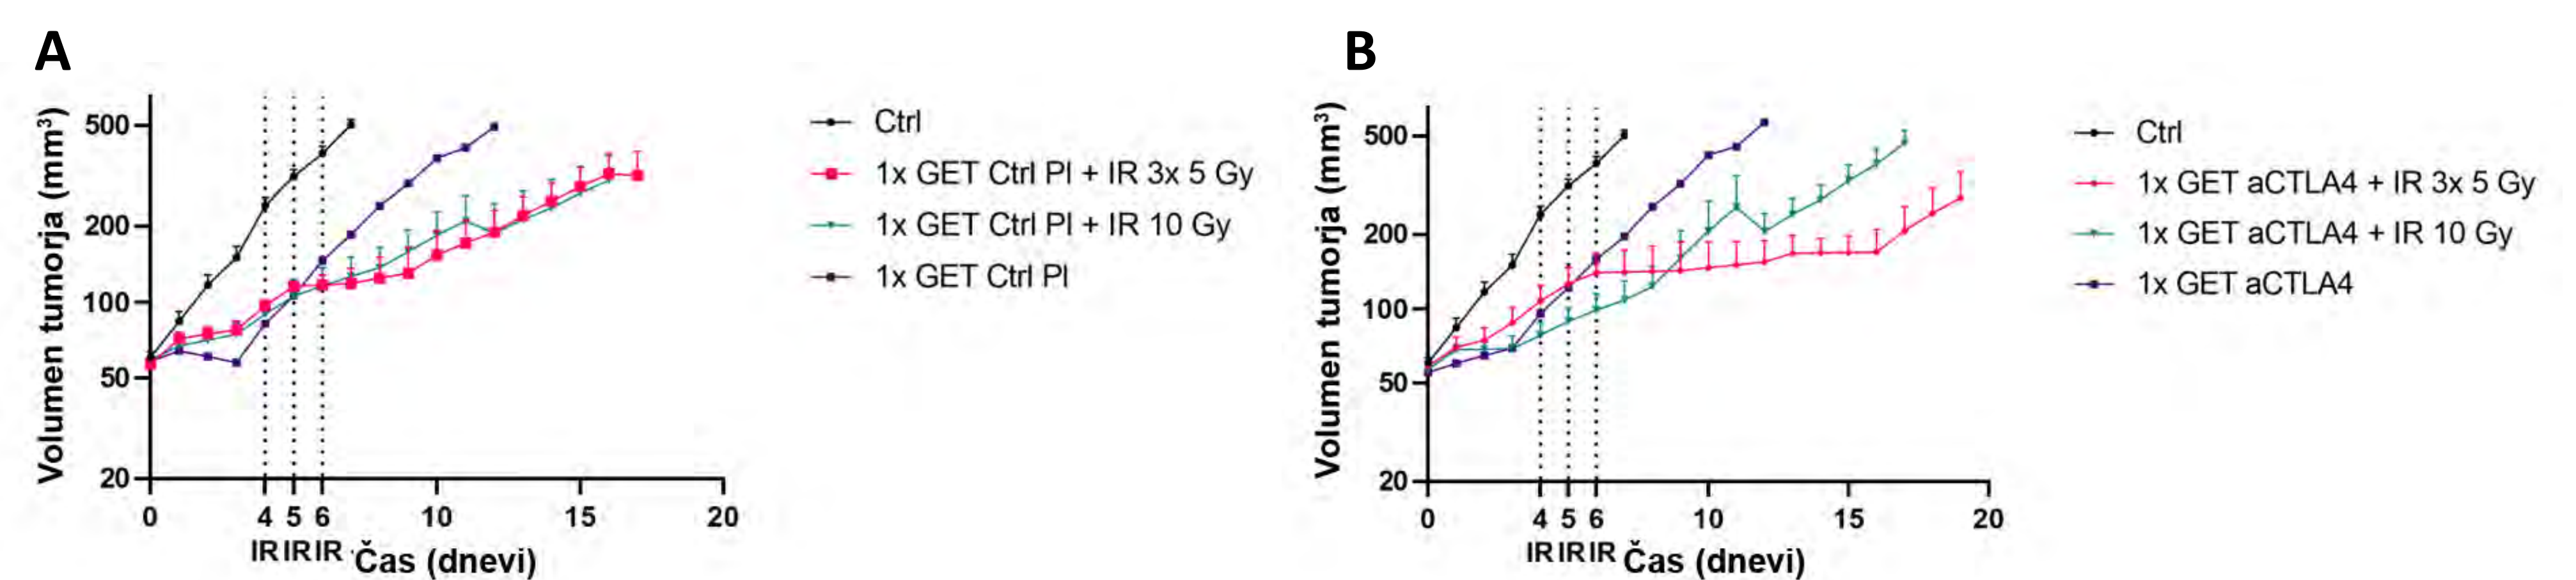 A
Volumen tumorja (mm³)
500
200
100
50
20
0
4
5
6
10
15
20
IR IR IR
Čas (dnevi)
Ctrl
1x GET Ctrl Pl + IR 3x 5 Gy
1x GET Ctrl Pl + IR 10 Gy
1x GET Ctrl Pl
B
Volumen tumorja (mm³)
500
200
100
50
20
0
4
5
6
10
15
20
IR IR IR
Čas (dnevi)
Ctrl
1x GET aCTLA4 + IR 3x 5 Gy
1x GET aCTLA4 + IR 10 Gy
1x GET aCTLA4